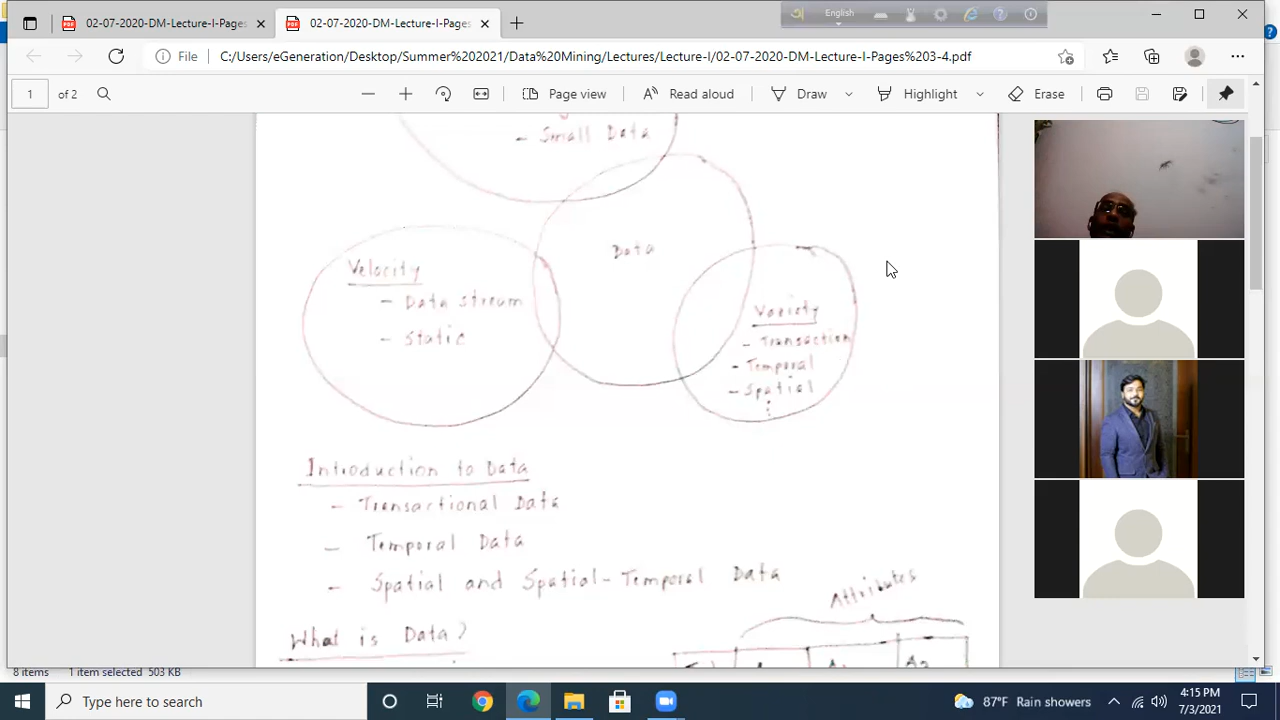 02-07-2020-DM-Lecture-I-Pages
02-07-2020-DM-Lecture-I-Pages
English
File
C:/Users/eGeneration/Desktop/Summer%202021/Data%20Mining/Lectures/Lecture-I/02-07-2020-DM-Lecture-I-Pages%203-4.pdf
1 of 2
Page view
Read aloud
Draw
Highlight
Erase
- Small Data
Data
Velocity
- Data stream
- Static
Variety
- Transaction
- Temporal
- Spatial
Introduction to Data
- Transactional Data
- Temporal Data
- Spatial and Spatial-Temporal Data
Attributes
What is Data?
8 items
1 item selected 503 KB
Type here to search
87°F Rain showers
4:15 PM
7/3/2021